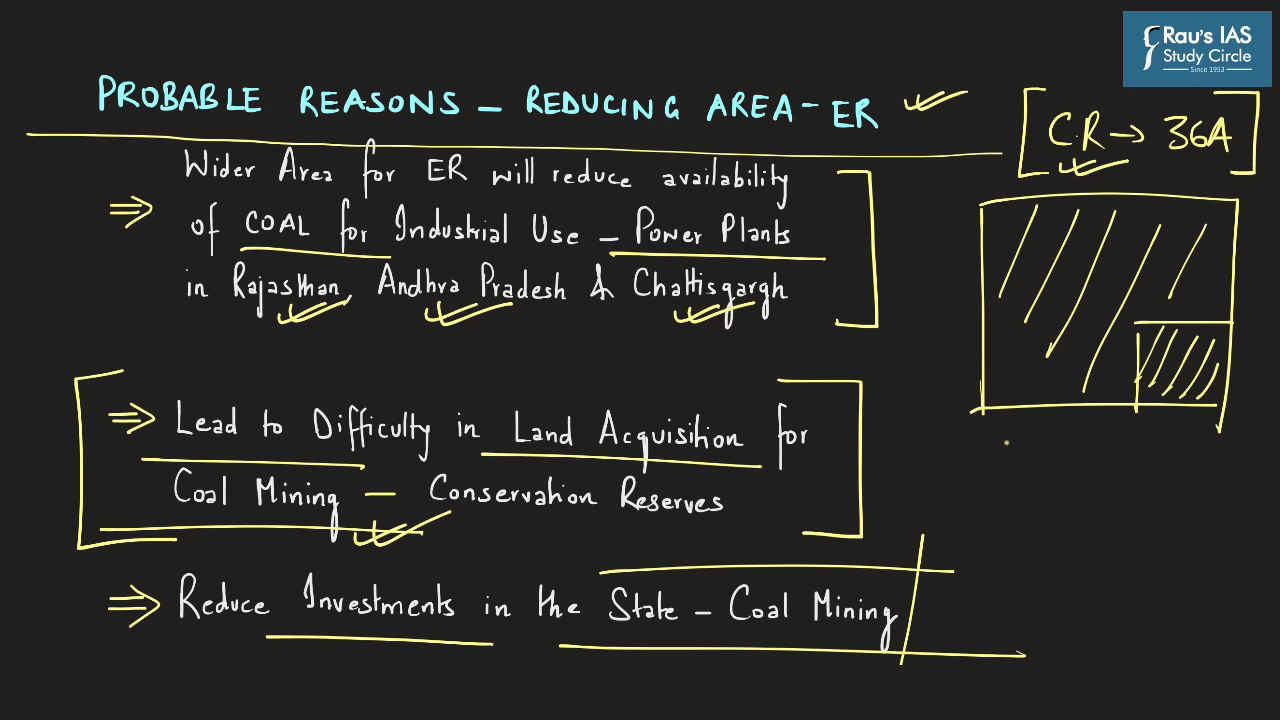 Rau's IAS
Study Circle
Since 1953
PROBABLE REASONS - REDUCING AREA - ER
[C.R → 36A]
⇒ Wider Area for ER will reduce availability
of COAL for Industrial Use - Power Plants
in Rajasthan, Andhra Pradesh & Chattisgargh
⇒ Lead to Difficulty in Land Acquisition for
Coal Mining - Conservation Reserves
⇒ Reduce Investments in the State - Coal Mining